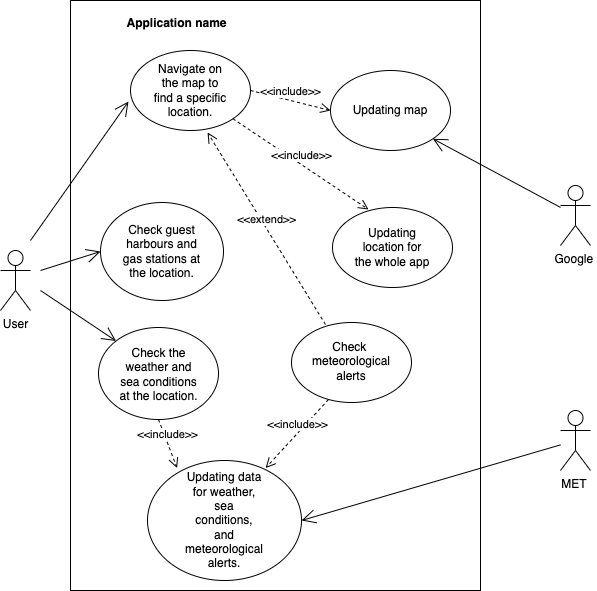 Application name
Navigate on
the map to
find a specific
location.
<<include>>
Updating map
<<include>>
<<extend>>
Check guest
harbours and
gas stations at
the location.
Updating
location for
the whole app
Google
User
Check the
weather and
sea conditions
at the location.
Check
meteorological
alerts
<<include>>
<<include>>
Updating data
for weather,
sea
conditions,
and
meteorological
alerts.
MET